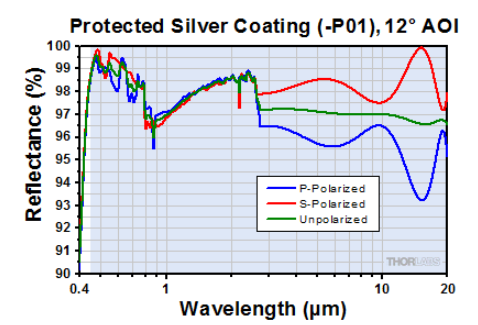 Protected Silver Coating (-P01), 12° AOI
Reflectance (%)
100
99
98
97
96
95
94
93
92
91
90
P-Polarized
S-Polarized
Unpolarized
THORLABS
0.4
1
10
20
Wavelength (µm)